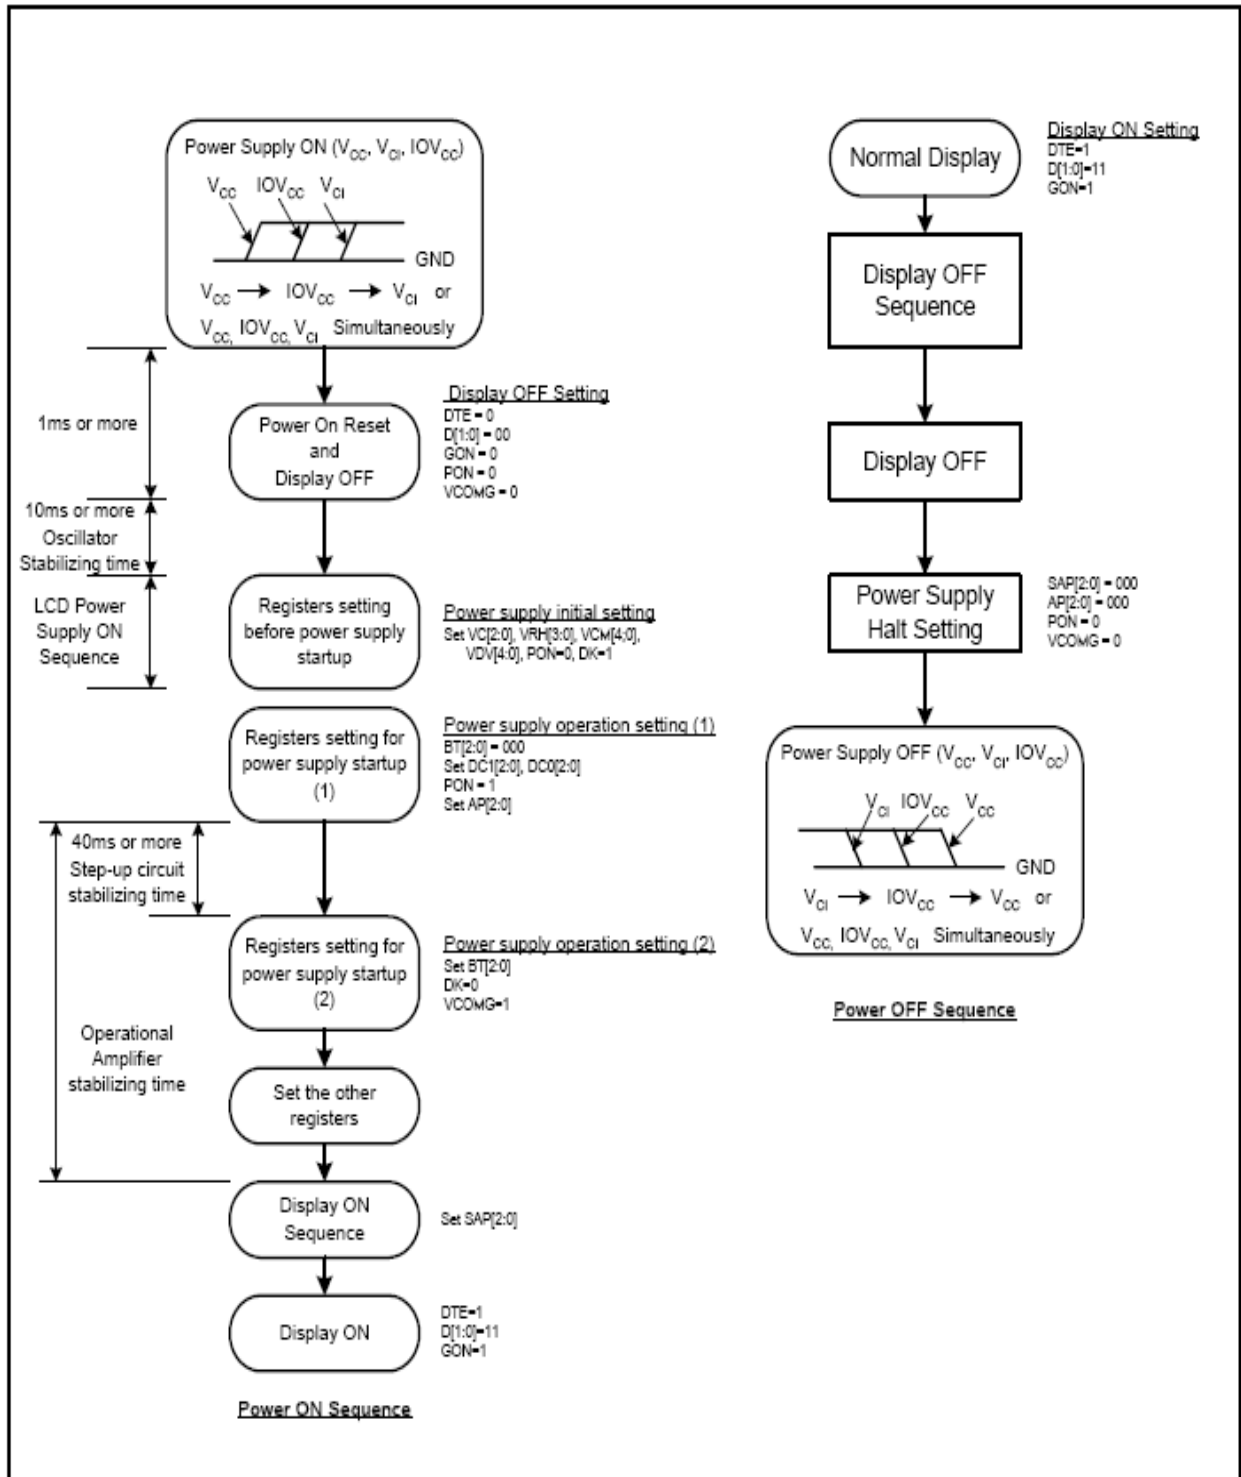 Power Supply ON (VCC, VCI, IOVCC)
VCC IOVCC VCI
GND
VCC → IOVCC → VCI or
VCC, IOVCC, VCI Simultaneously
1ms or more
Power On Reset
and
Display OFF
Display OFF Setting
DTE = 0
D[1:0] = 00
GON = 0
PON = 0
VCOMG = 0
10ms or more
Oscillator
Stabilizing time
LCD Power
Supply ON
Sequence
Registers setting
before power supply
startup
Power supply initial setting
Set VC[2:0], VRH[3:0], VCM[4;0],
VDV[4:0], PON=0, DK=1
Registers setting for
power supply startup
(1)
Power supply operation setting (1)
BT[2:0] = 000
Set DC1[2:0], DC0[2:0]
PON = 1
Set AP[2:0]
40ms or more
Step-up circuit
stabilizing time
Registers setting for
power supply startup
(2)
Power supply operation setting (2)
Set BT[2:0]
DK=0
VCOMG=1
Operational
Amplifier
stabilizing time
Set the other
registers
Display ON
Sequence
Set SAP[2:0]
Display ON
DTE=1
D[1:0]=11
GON=1
Power ON Sequence
Normal Display
Display ON Setting
DTE=1
D[1:0]=11
GON=1
Display OFF
Sequence
Display OFF
Power Supply
Halt Setting
SAP[2:0] = 000
AP[2:0] = 000
PON = 0
VCOMG = 0
Power Supply OFF (VCC, VCI, IOVCC)
VCI IOVCC VCC
GND
VCI → IOVCC → VCC or
VCC, IOVCC, VCI Simultaneously
Power OFF Sequence